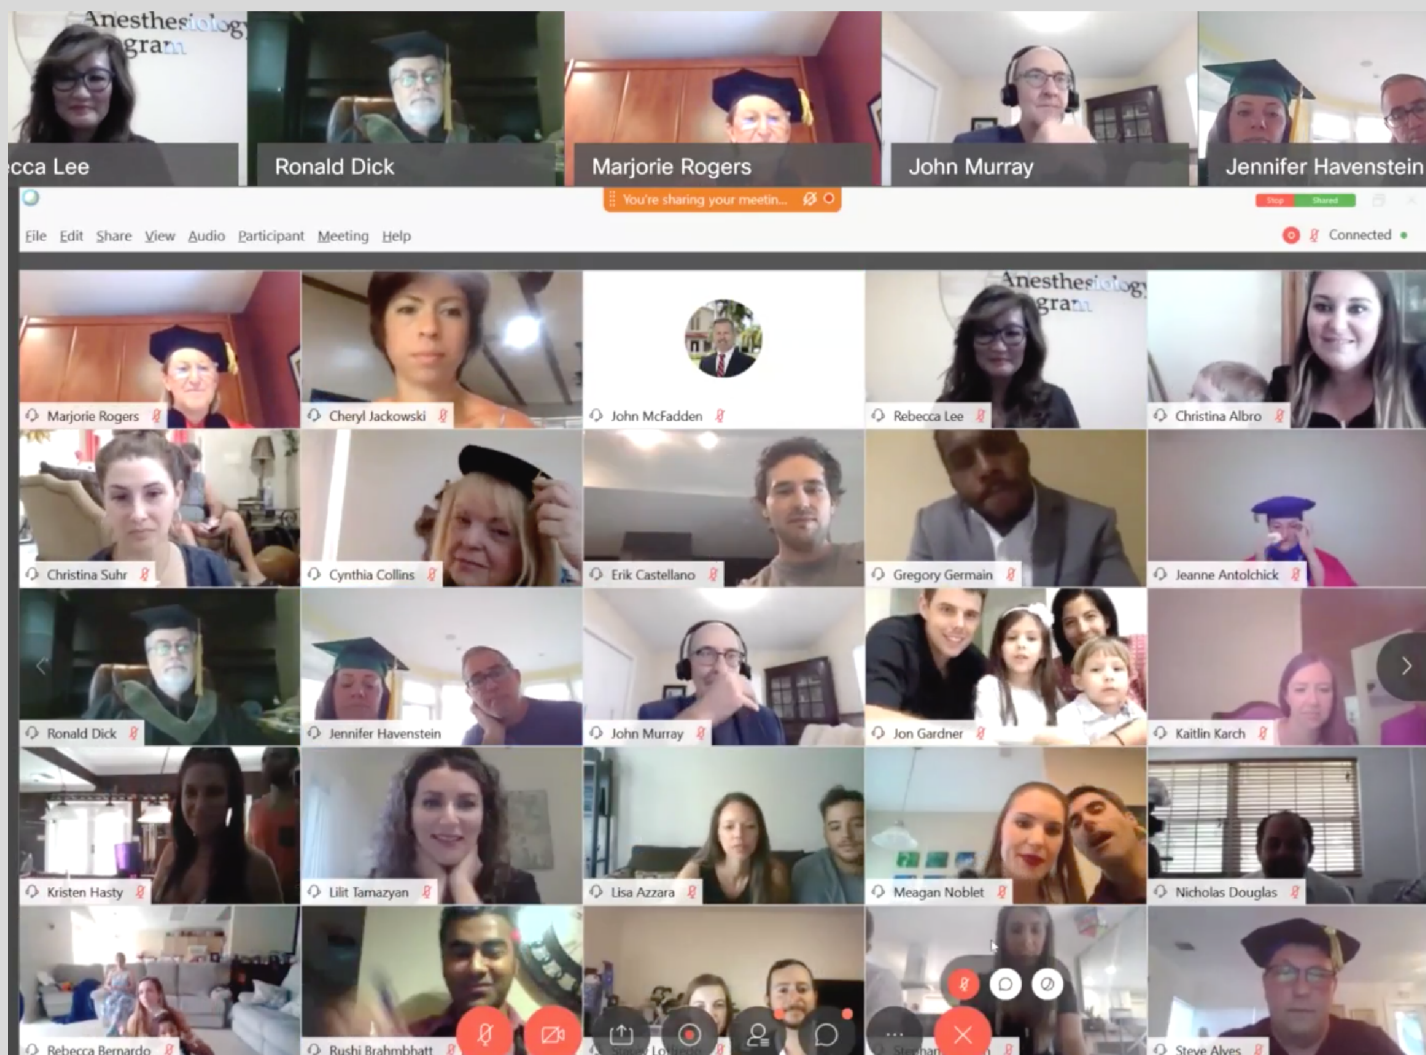 Anesthesiology
gram
ecca Lee
Ronald Dick
Marjorie Rogers
John Murray
Jennifer Havenstein
You're sharing your meetin...
Stop
Shared
File Edit Share View Audio Participant Meeting Help
Connected
Anesthesiology
gram
Marjorie Rogers
Cheryl Jackowski
John McFadden
Rebecca Lee
Christina Albro
Christina Suhr
Cynthia Collins
Erik Castellano
Gregory Germain
Jeanne Antolchick
Ronald Dick
Jennifer Havenstein
John Murray
Jon Gardner
Kaitlin Karch
Kristen Hasty
Lilit Tamazyan
Lisa Azzara
Meagan Noblet
Nicholas Douglas
Rebecca Bernardo
Rushi Brahmbhatt
Steve Alves